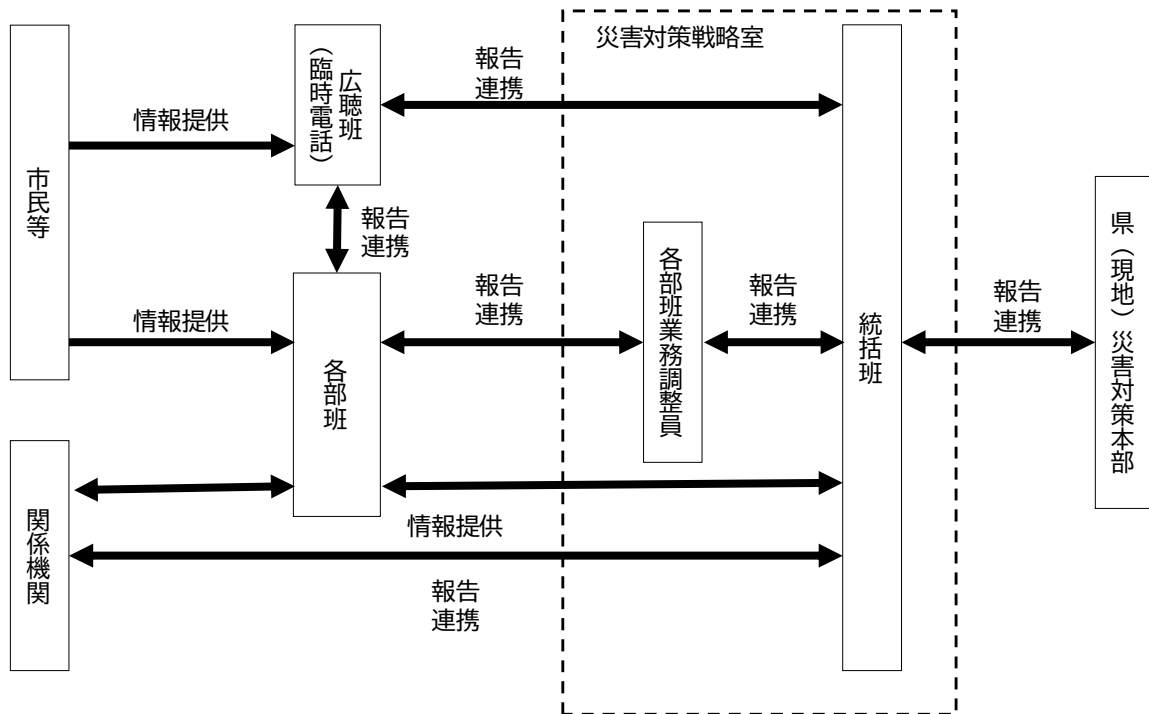 災害対策戦略室
広聴班
（臨時電話）
報告
連携
情報提供
市民等
報告
連携
県（現地）災害対策本部
各部班業務調整員
報告
連携
報告
連携
報告
連携
情報提供
統括班
各部班
関係機関
情報提供
報告
連携